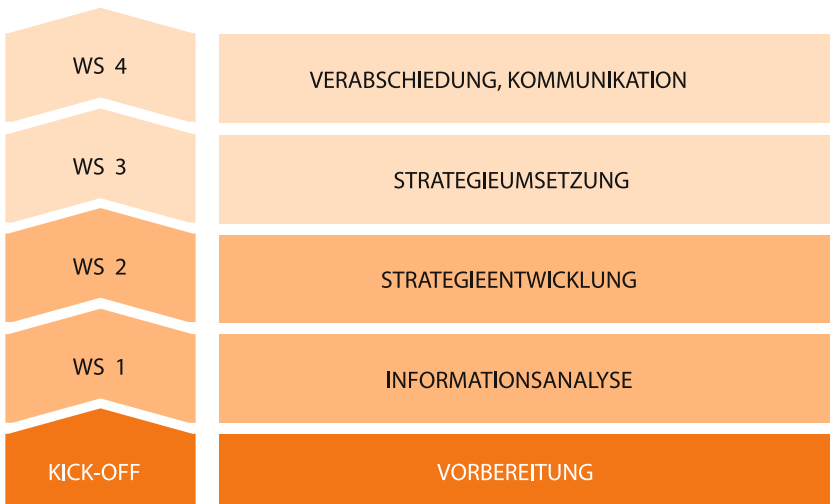 WS 4
VERABSCHIEDUNG, KOMMUNIKATION
WS 3
STRATEGIEUMSETZUNG
WS 2
STRATEGIEENTWICKLUNG
WS 1
INFORMATIONSANALYSE
KICK-OFF
VORBEREITUNG